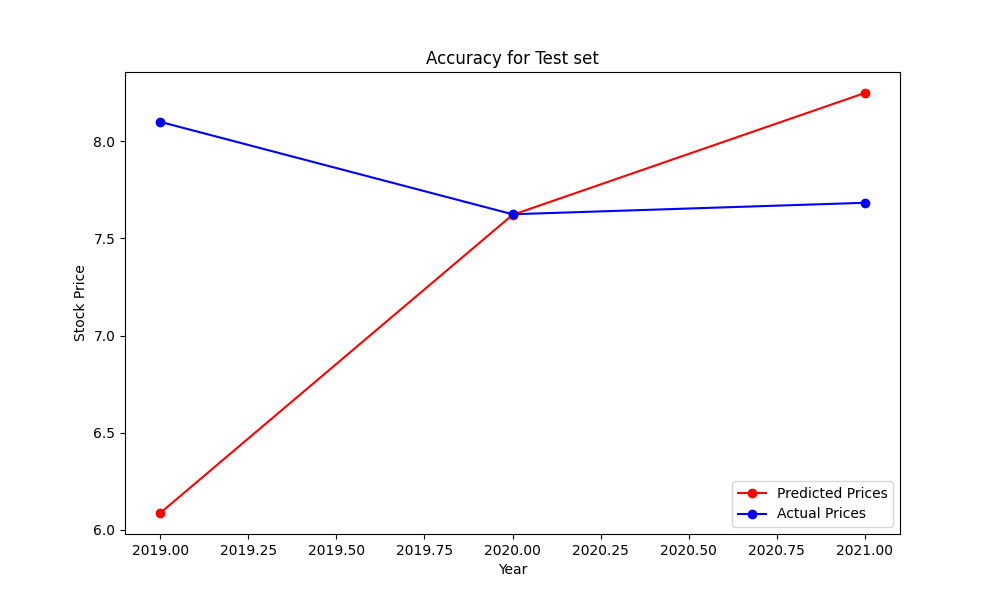 Accuracy for Test set
8.0
7.5
7.0
6.5
6.0
Stock Price
Predicted Prices
Actual Prices
2019.00 2019.25 2019.50 2019.75 2020.00 2020.25 2020.50 2020.75 2021.00
Year